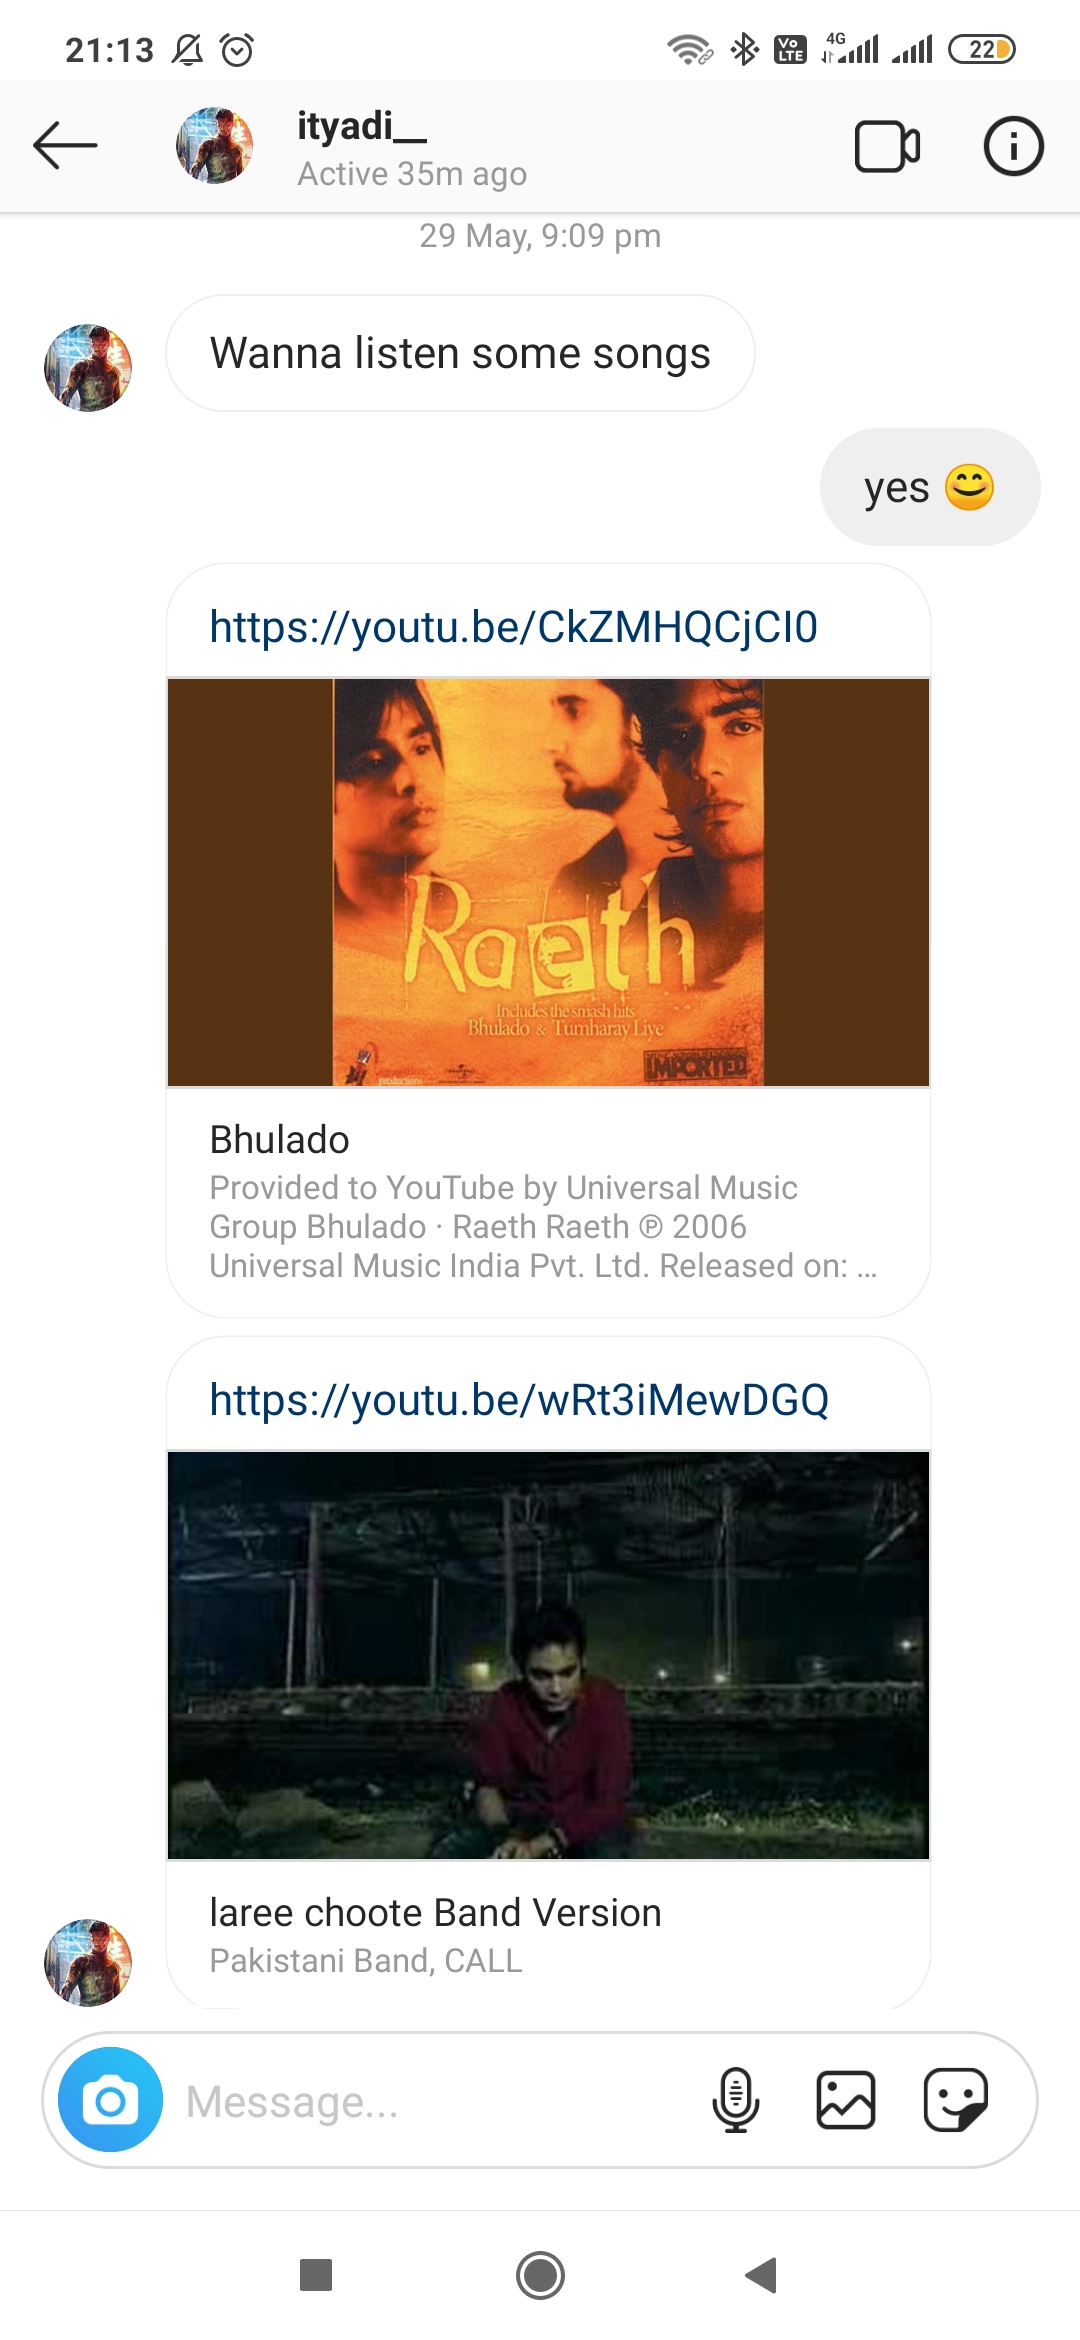 21:13
Vo
LTE
4G
22
ityadi__
Active 35m ago
29 May, 9:09 pm
Wanna listen some songs
yes 😊
https://youtu.be/CkZMHQCjCI0
Raeth
Includes the smash hits
Bhulado & Tumharay Liye
IMPORTED
productions
Bhulado
Provided to YouTube by Universal Music
Group Bhulado · Raeth Raeth ℗ 2006
Universal Music India Pvt. Ltd. Released on: ...
https://youtu.be/wRt3iMewDGQ
laree choote Band Version
Pakistani Band, CALL
Message...